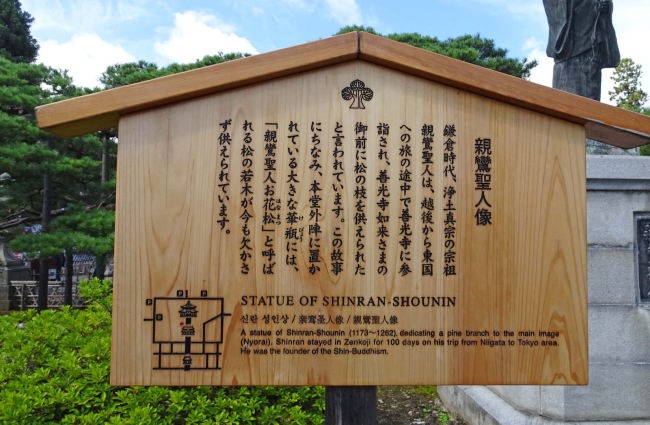 親鸞聖人像
鎌倉時代、浄土真宗の宗祖
親鸞聖人は、越後から東国
への旅の途中で善光寺に参
詣され、善光寺如来さまの
御前に松の枝を供えられた
と言われています。この故事
にちなみ、本堂外陣に置か
れている大きな華瓶には、
「親鸞聖人お花松」と呼ば
れる松の若木が今も欠かさ
ず供えられています。
STATUE OF SHINRAN-SHOUNIN
신란 성인상 / 亲鸾圣人像 / 親鸞聖人像
A statue of Shinran-Shounin (1173〜1262), dedicating a pine branch to the main image
(Nyorai). Shinran stayed in Zenkoji for 100 days on his trip from Niigata to Tokyo area.
He was the founder of the Shin-Buddhism.